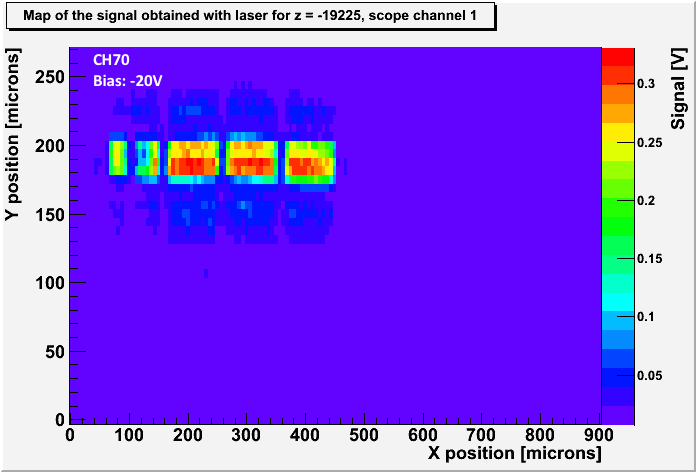 Map of the signal obtained with laser for z = -19225, scope channel 1
CH70
Bias: -20V
Y position [microns]
250
200
150
100
50
0
0 100 200 300 400 500 600 700 800 900
X position [microns]
Signal [V]
0.3
0.25
0.2
0.15
0.1
0.05